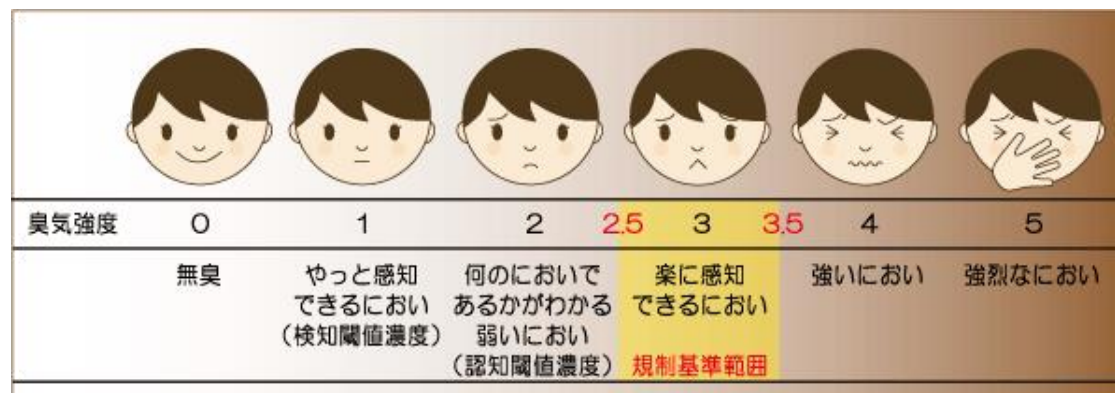 臭気強度 0 1 2 2.5 3 3.5 4 5
無臭
やっと感知
できるにおい
（検知閾値濃度）
何のにおいで
あるかがわかる
弱いにおい
（認知閾値濃度）
楽に感知
できるにおい
規制基準範囲
強いにおい
強烈なにおい